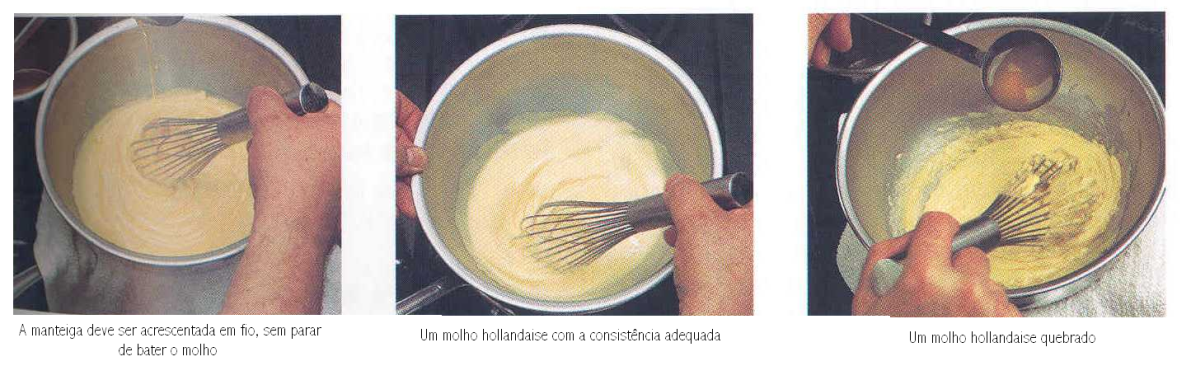 A manteiga deve ser acrescentada em fio, sem parar
de bater o molho
Um molho hollandaise com a consistência adequada
Um molho hollandaise quebrado